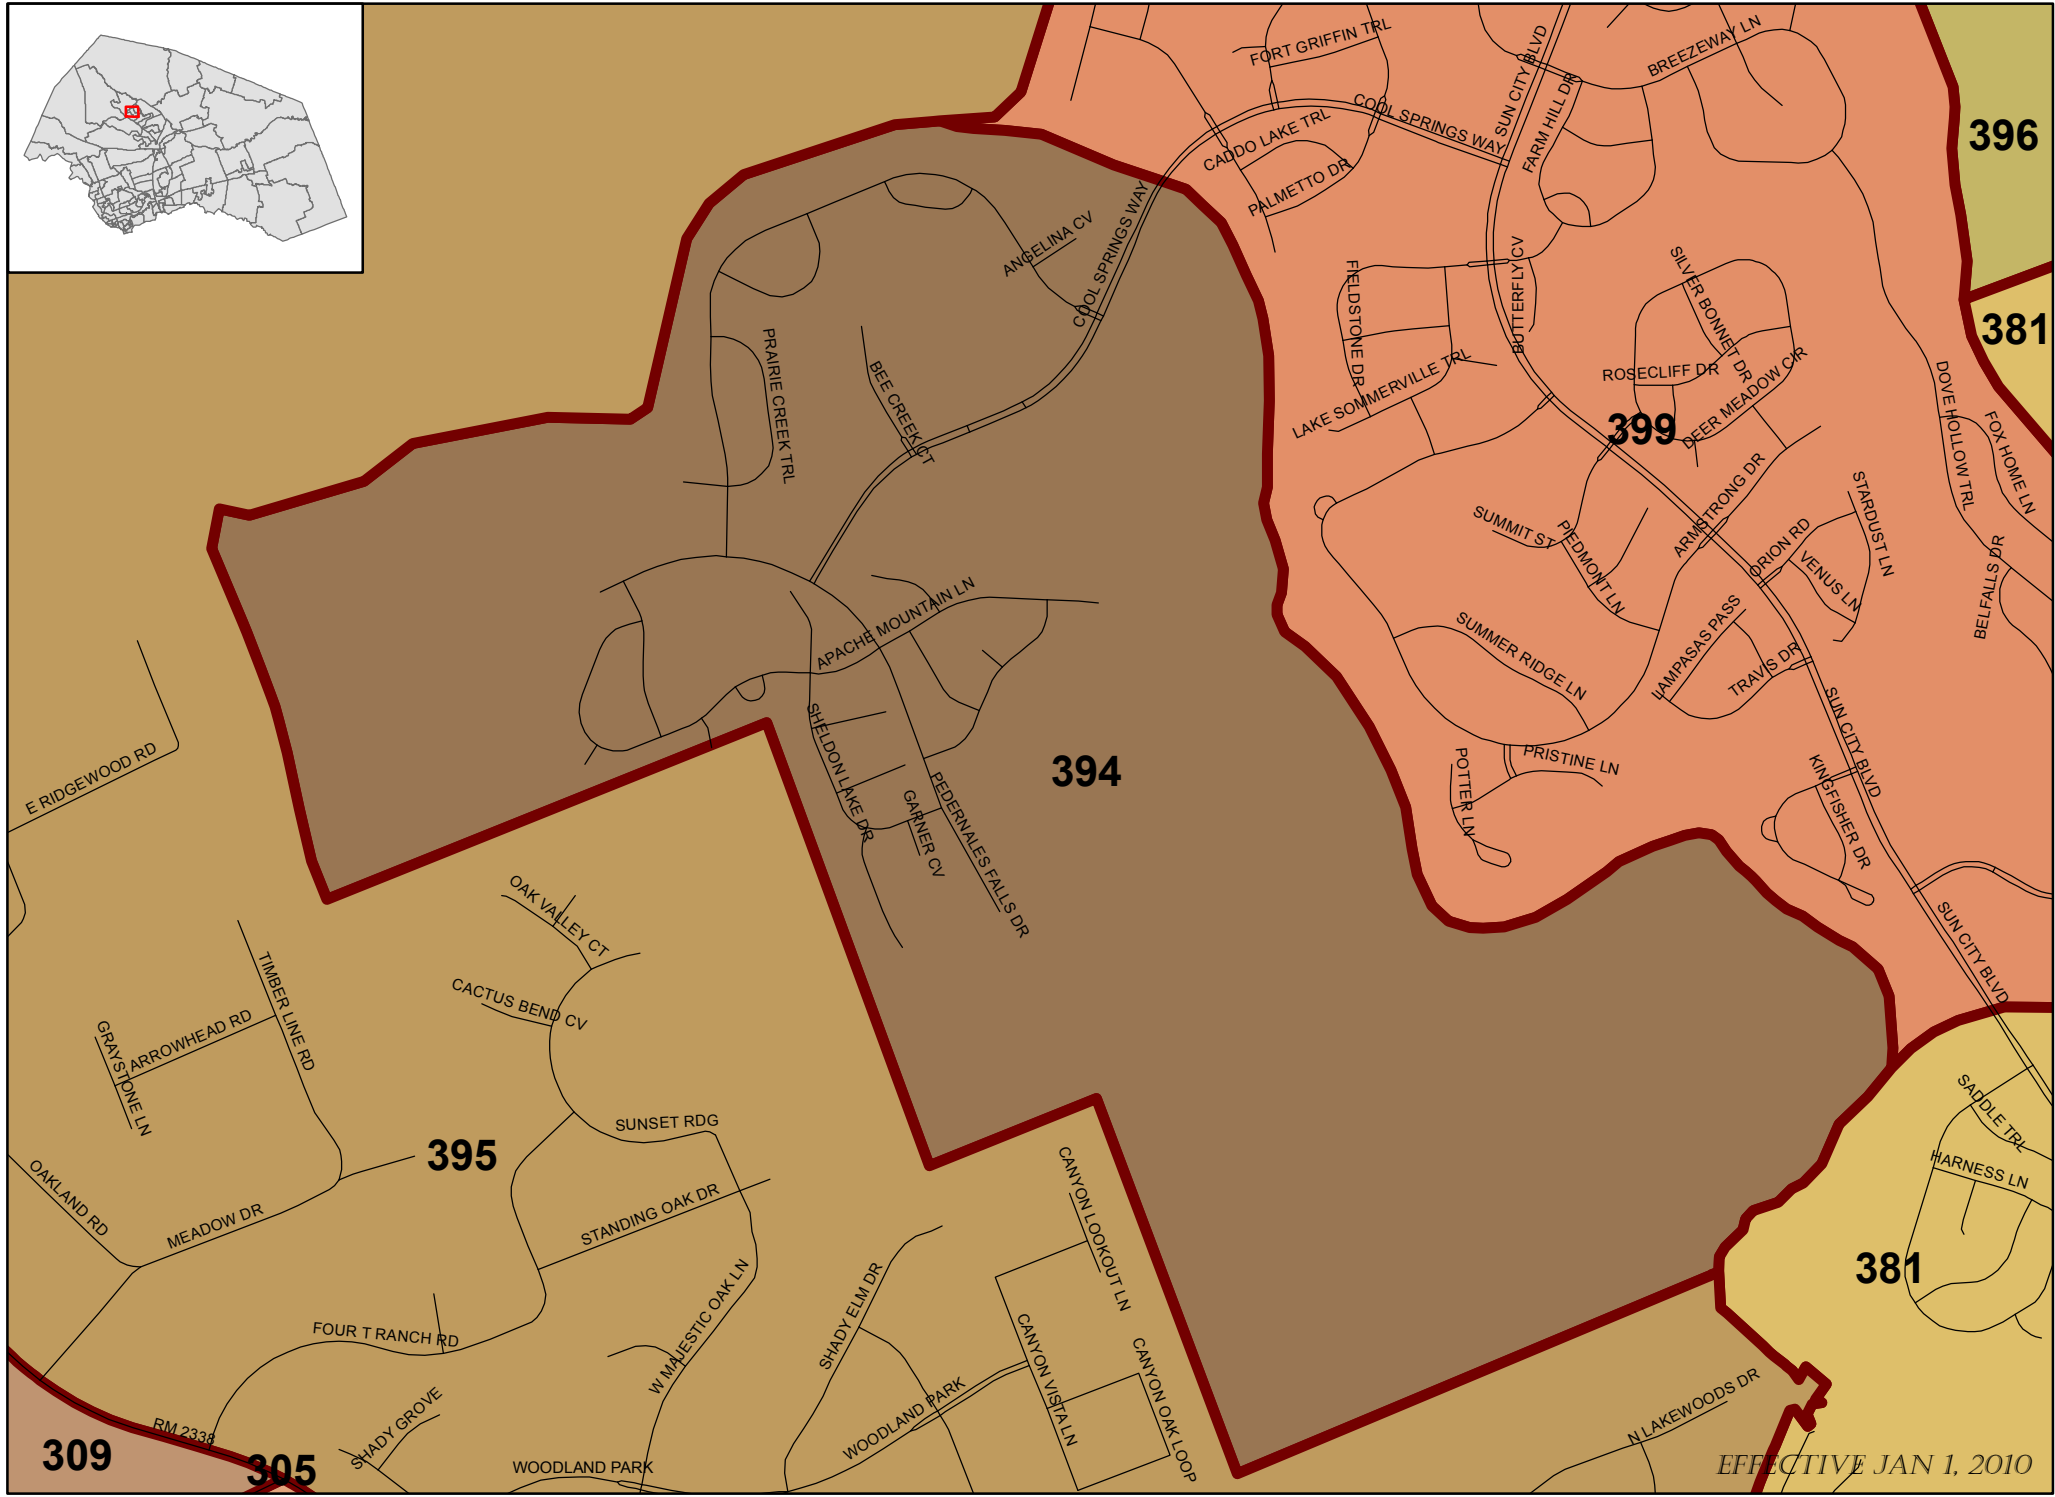 FORT GRIFFIN TRL
SUN CITY BLVD
BREEZEWAY LN
COOL SPRINGS WAY
FARM HILL DR
CADDO LAKE TRL
PALMETTO DR
396
ANGELINA CV
COOL SPRINGS WAY
FIELDSTONE DR
BUTTERFLY CV
SILVER BONNET DR
381
PRAIRIE CREEK TRL
BEE CREEK CT
LAKE SOMMERVILLE TRL
ROSECLIFF DR
DEER MEADOW CIR
399
DOVE HOLLOW TRL
FOX HOME LN
ARMSTRONG DR
STARDUST LN
SUMMIT ST
PIEDMONT LN
ORION RD
VENUS LN
BELFALLS DR
APACHE MOUNTAIN LN
SUMMER RIDGE LN
LAMPASAS PASS
TRAVIS DR
SUN CITY BLVD
E RIDGEWOOD RD
SHELDON LAKE DR
394
PEDERNALES FALLS DR
GARNER CV
POTTER LN
PRISTINE LN
KINGFISHER DR
OAK VALLEY CT
SUN CITY BLVD
TIMBER LINE RD
CACTUS BEND CV
GRAYSTONE LN
ARROWHEAD RD
SADDLE TRL
SUNSET RDG
395
CANYON LOOKOUT LN
HARNESS LN
OAKLAND RD
MEADOW DR
STANDING OAK DR
381
W MAJESTIC OAK LN
SHADY ELM DR
FOUR T RANCH RD
CANYON VISTA LN
CANYON OAK LOOP
SHADY GROVE
WOODLAND PARK
N LAKEWOODS DR
RM 2338
309
305
WOODLAND PARK
EFFECTIVE JAN 1, 2010